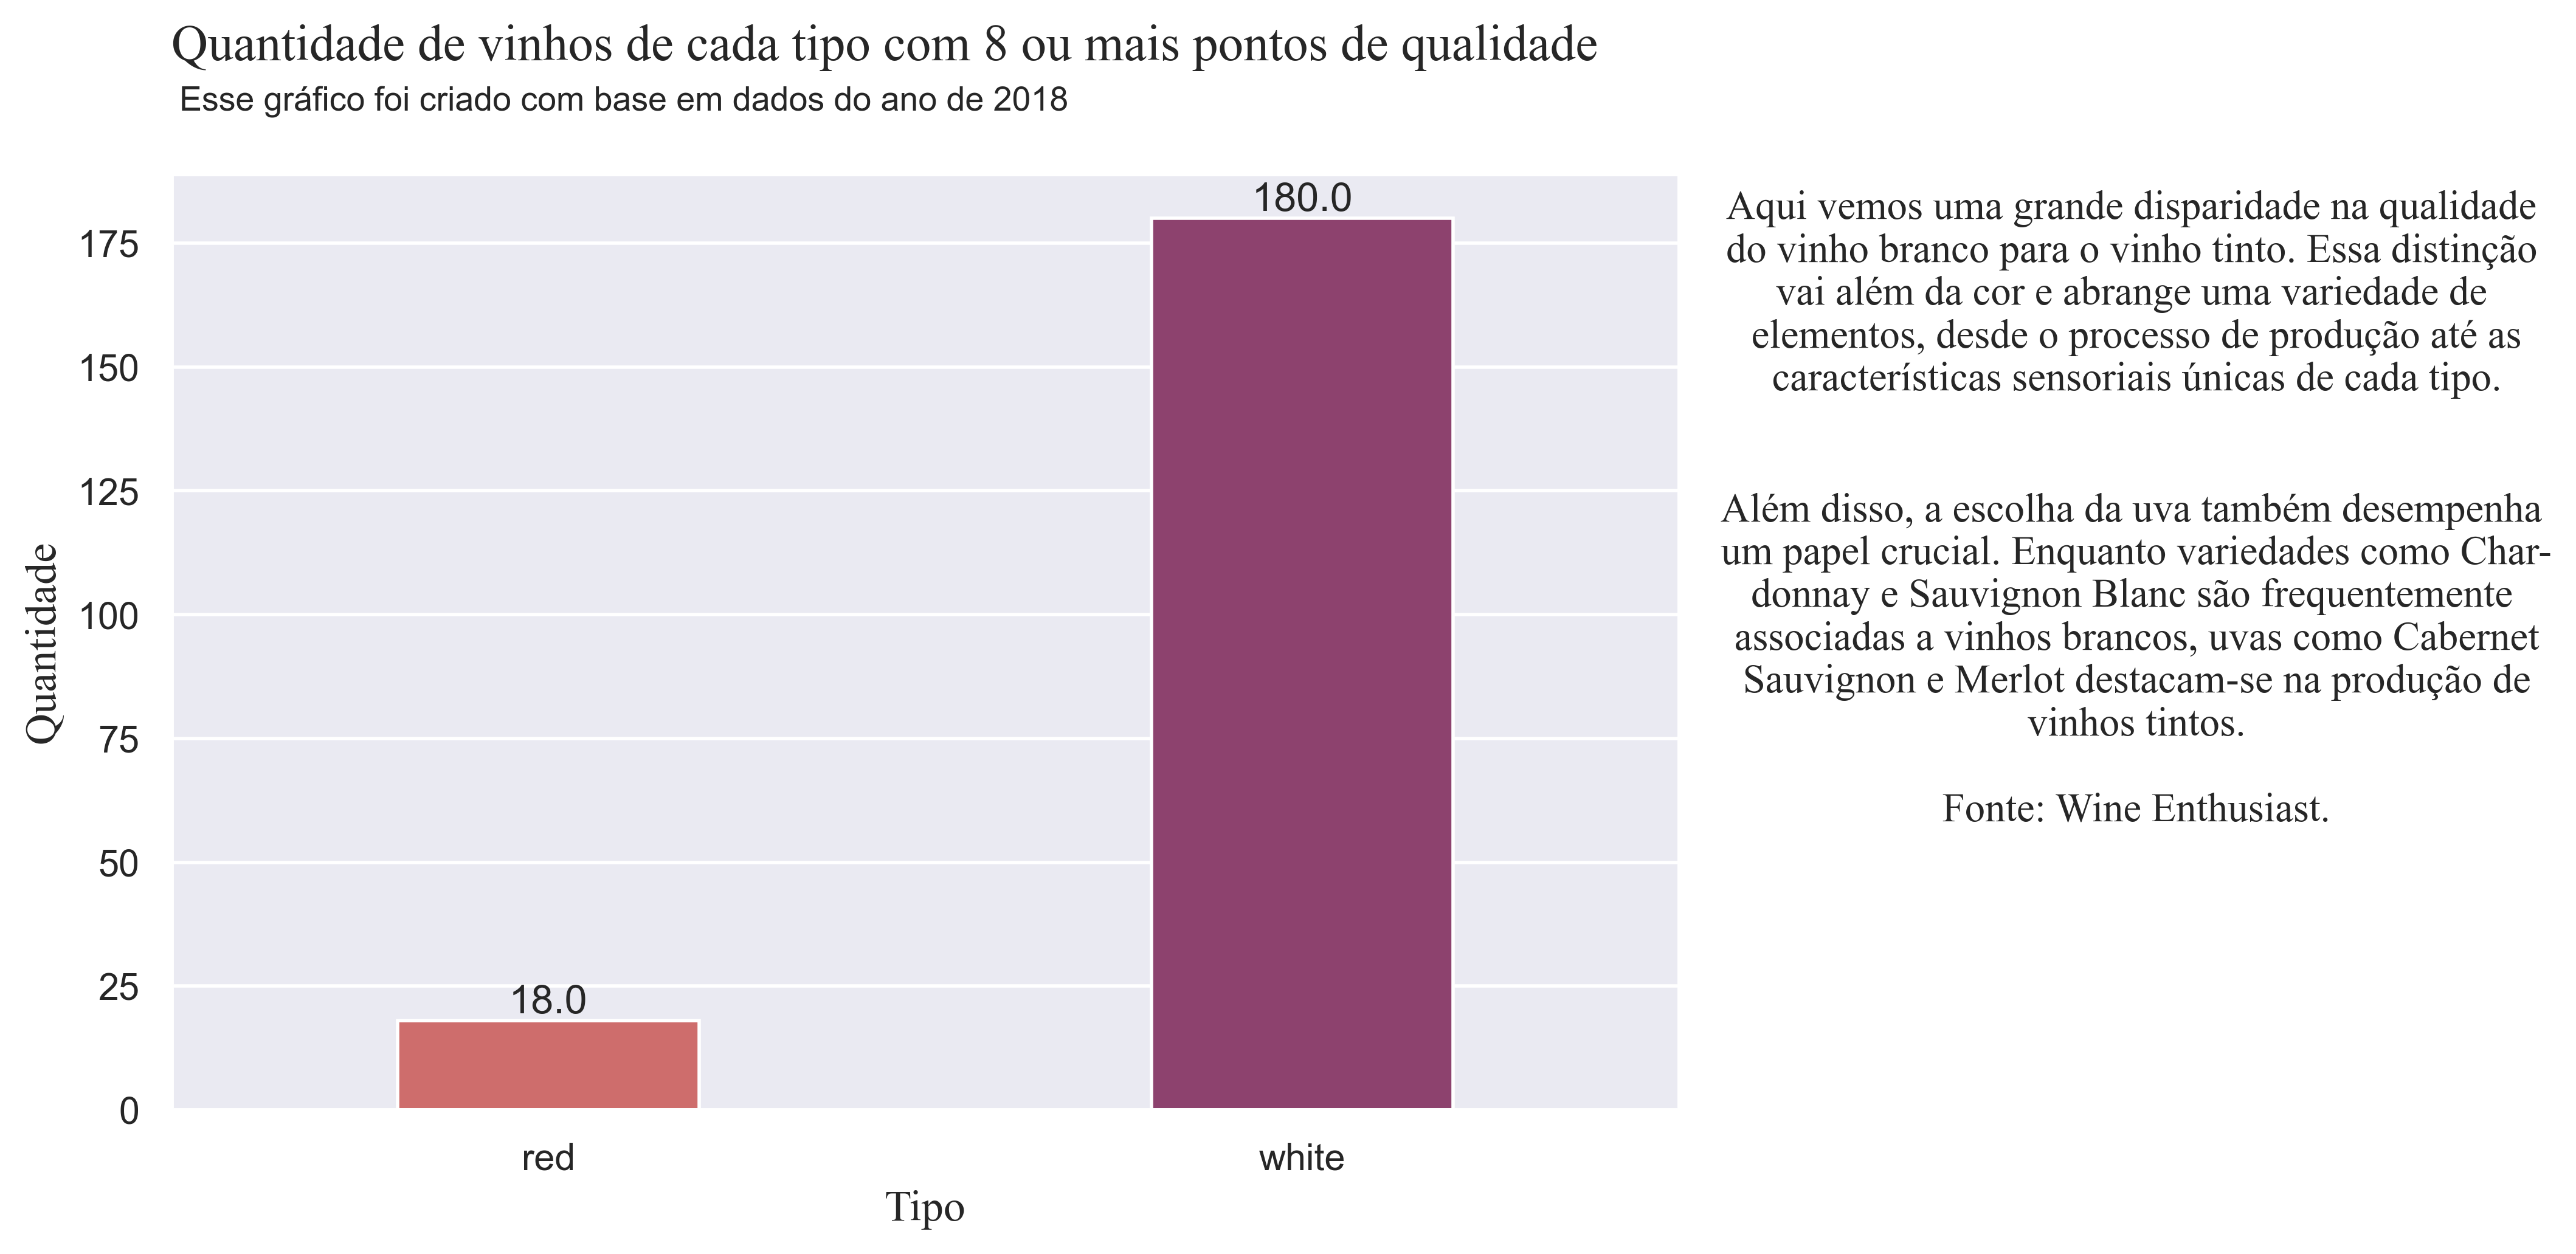 Quantidade de vinhos de cada tipo com 8 ou mais pontos de qualidade
Esse gráfico foi criado com base em dados do ano de 2018
Quantidade
175
150
125
100
75
50
25
0
18.0
180.0
red
white
Tipo
Aqui vemos uma grande disparidade na qualidade
do vinho branco para o vinho tinto. Essa distinção
vai além da cor e abrange uma variedade de
elementos, desde o processo de produção até as
características sensoriais únicas de cada tipo.
Além disso, a escolha da uva também desempenha
um papel crucial. Enquanto variedades como Char-
donnay e Sauvignon Blanc são frequentemente
associadas a vinhos brancos, uvas como Cabernet
Sauvignon e Merlot destacam-se na produção de
vinhos tintos.
Fonte: Wine Enthusiast.